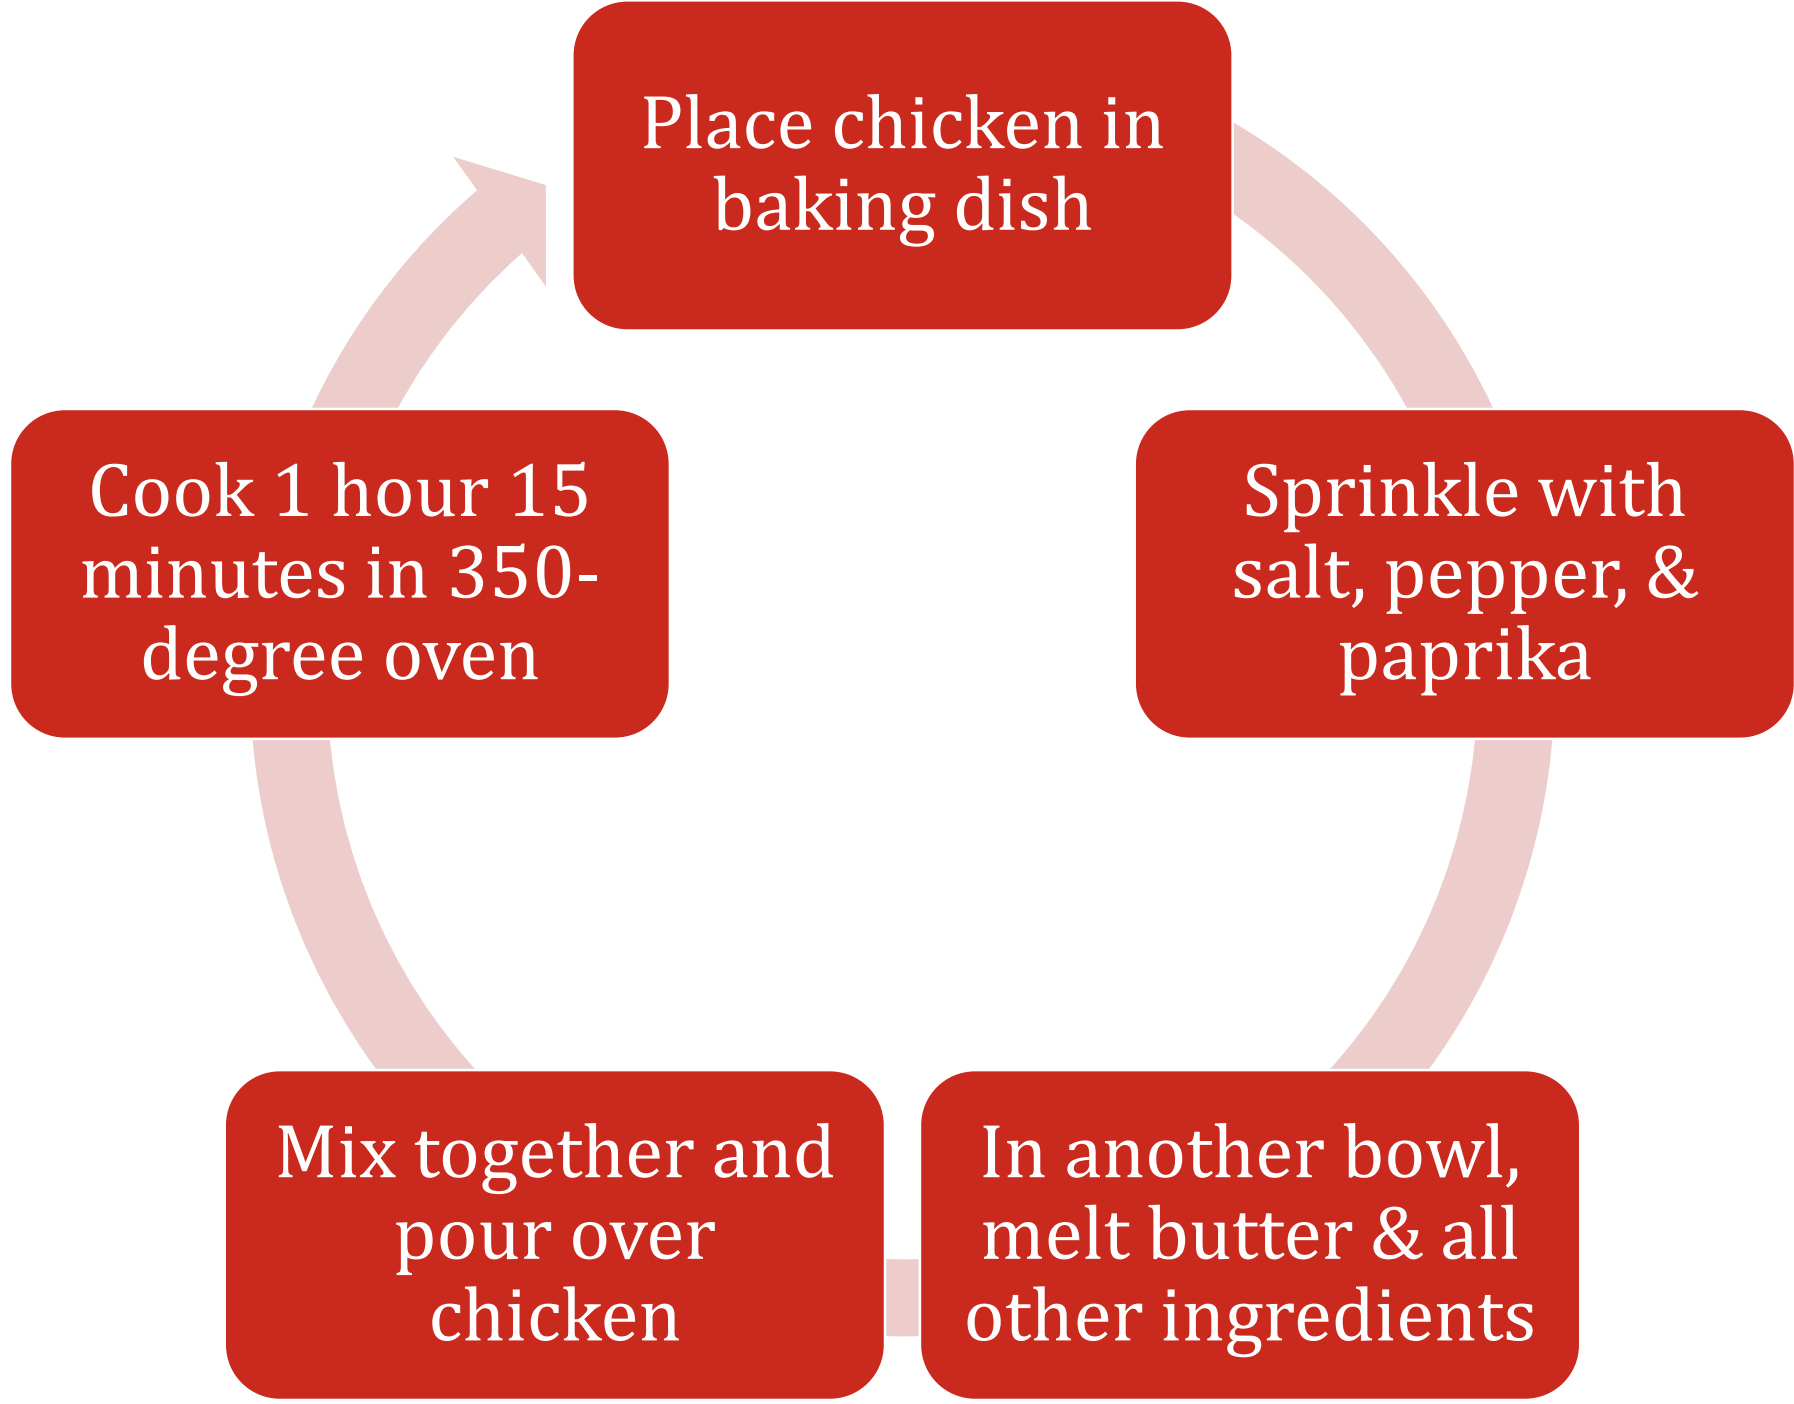 Place chicken in
baking dish
Sprinkle with
salt, pepper, &
paprika
In another bowl,
melt butter & all
other ingredients
Mix together and
pour over
chicken
Cook 1 hour 15
minutes in 350-
degree oven